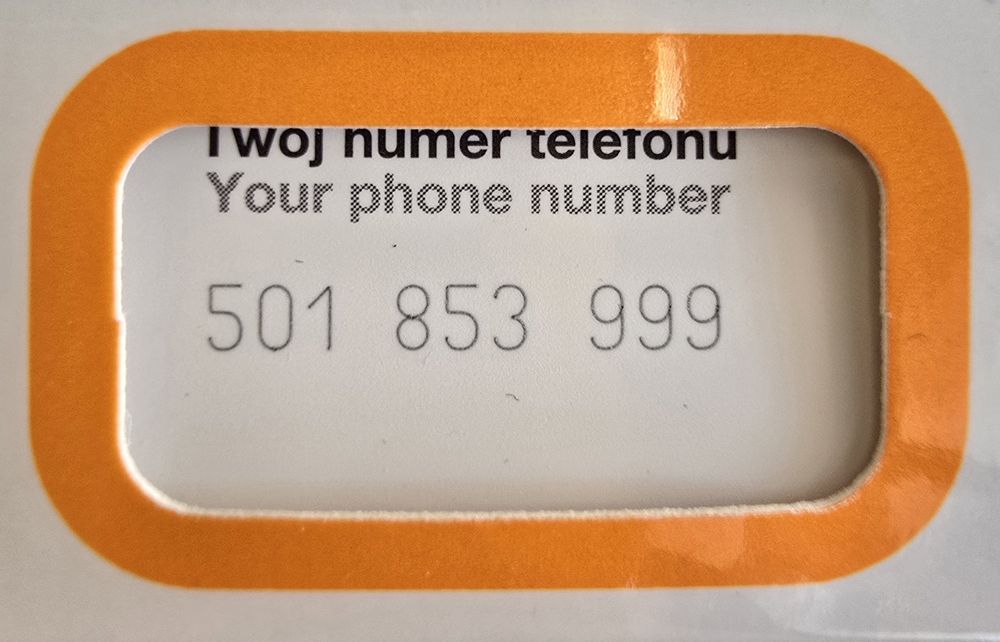 Twój numer telefonu
Your phone number
501 853 999